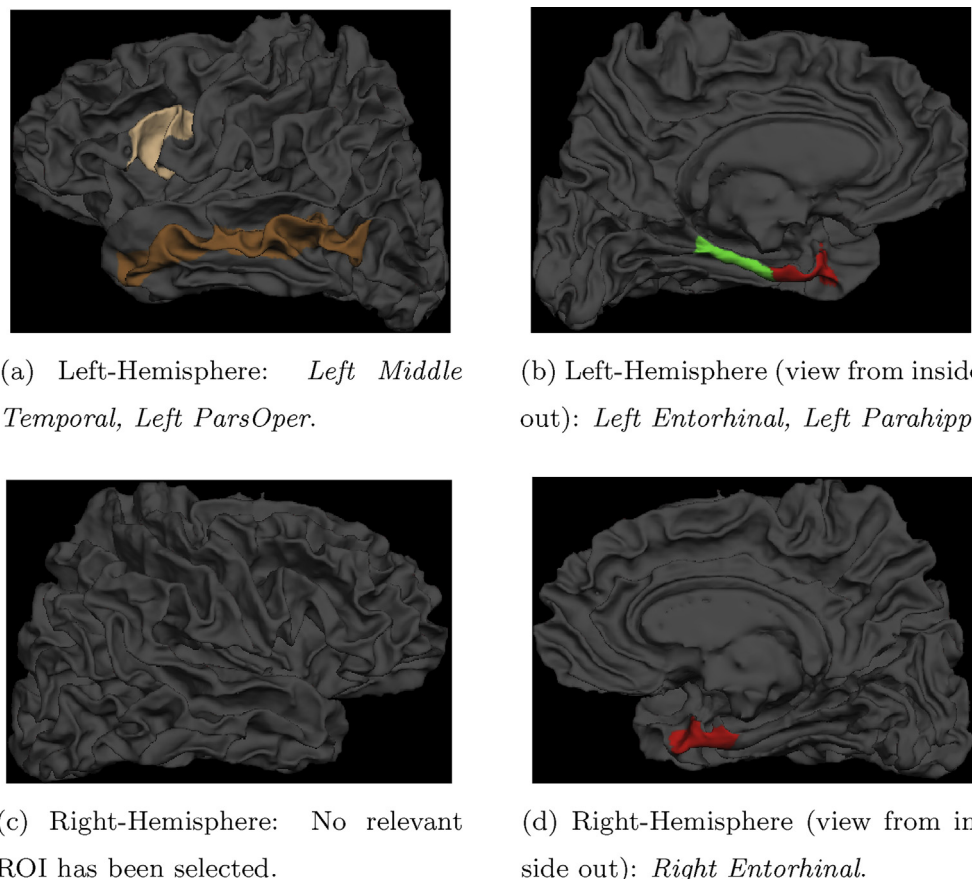 (a) Left-Hemisphere: Left Middle
Temporal, Left ParsOper.
(b) Left-Hemisphere (view from inside
out): Left Entorhinal, Left Parahipp
(c) Right-Hemisphere: No relevant
ROI has been selected.
(d) Right-Hemisphere (view from in
side out): Right Entorhinal.